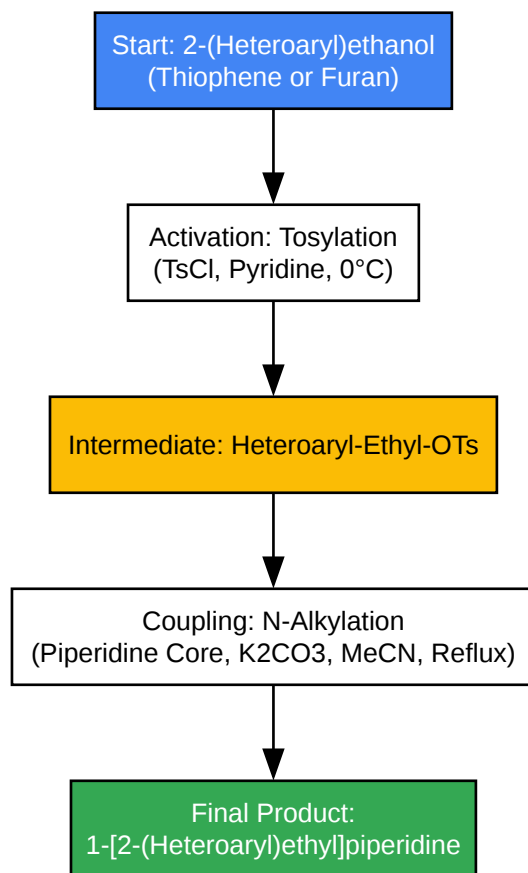 Start: 2-(Heteroaryl)ethanol
(Thiophene or Furan)
Activation: Tosylation
(TsCl, Pyridine, 0°C)
Intermediate: Heteroaryl-Ethyl-OTs
Coupling: N-Alkylation
(Piperidine Core, K2CO3, MeCN, Reflux)
Final Product:
1-[2-(Heteroaryl)ethyl]piperidine